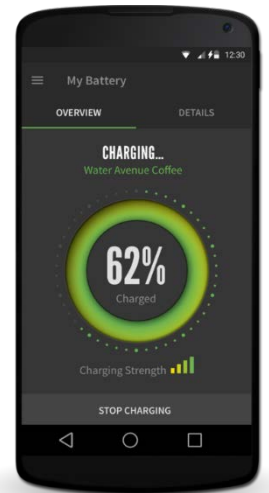 12:30
My Battery
OVERVIEW DETAILS
CHARGING...
Water Avenue Coffee
62%
Charged
Charging Strength
STOP CHARGING